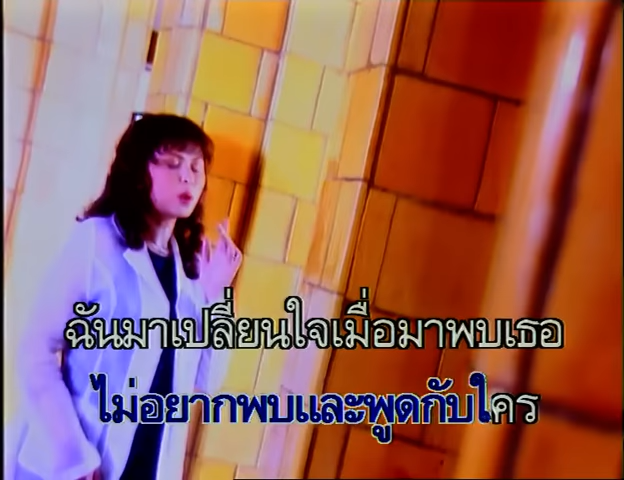 ฉันมาเปลี่ยนใจเมื่อมาพบเธอ
ไม่อยากพบและพูดกับใคร